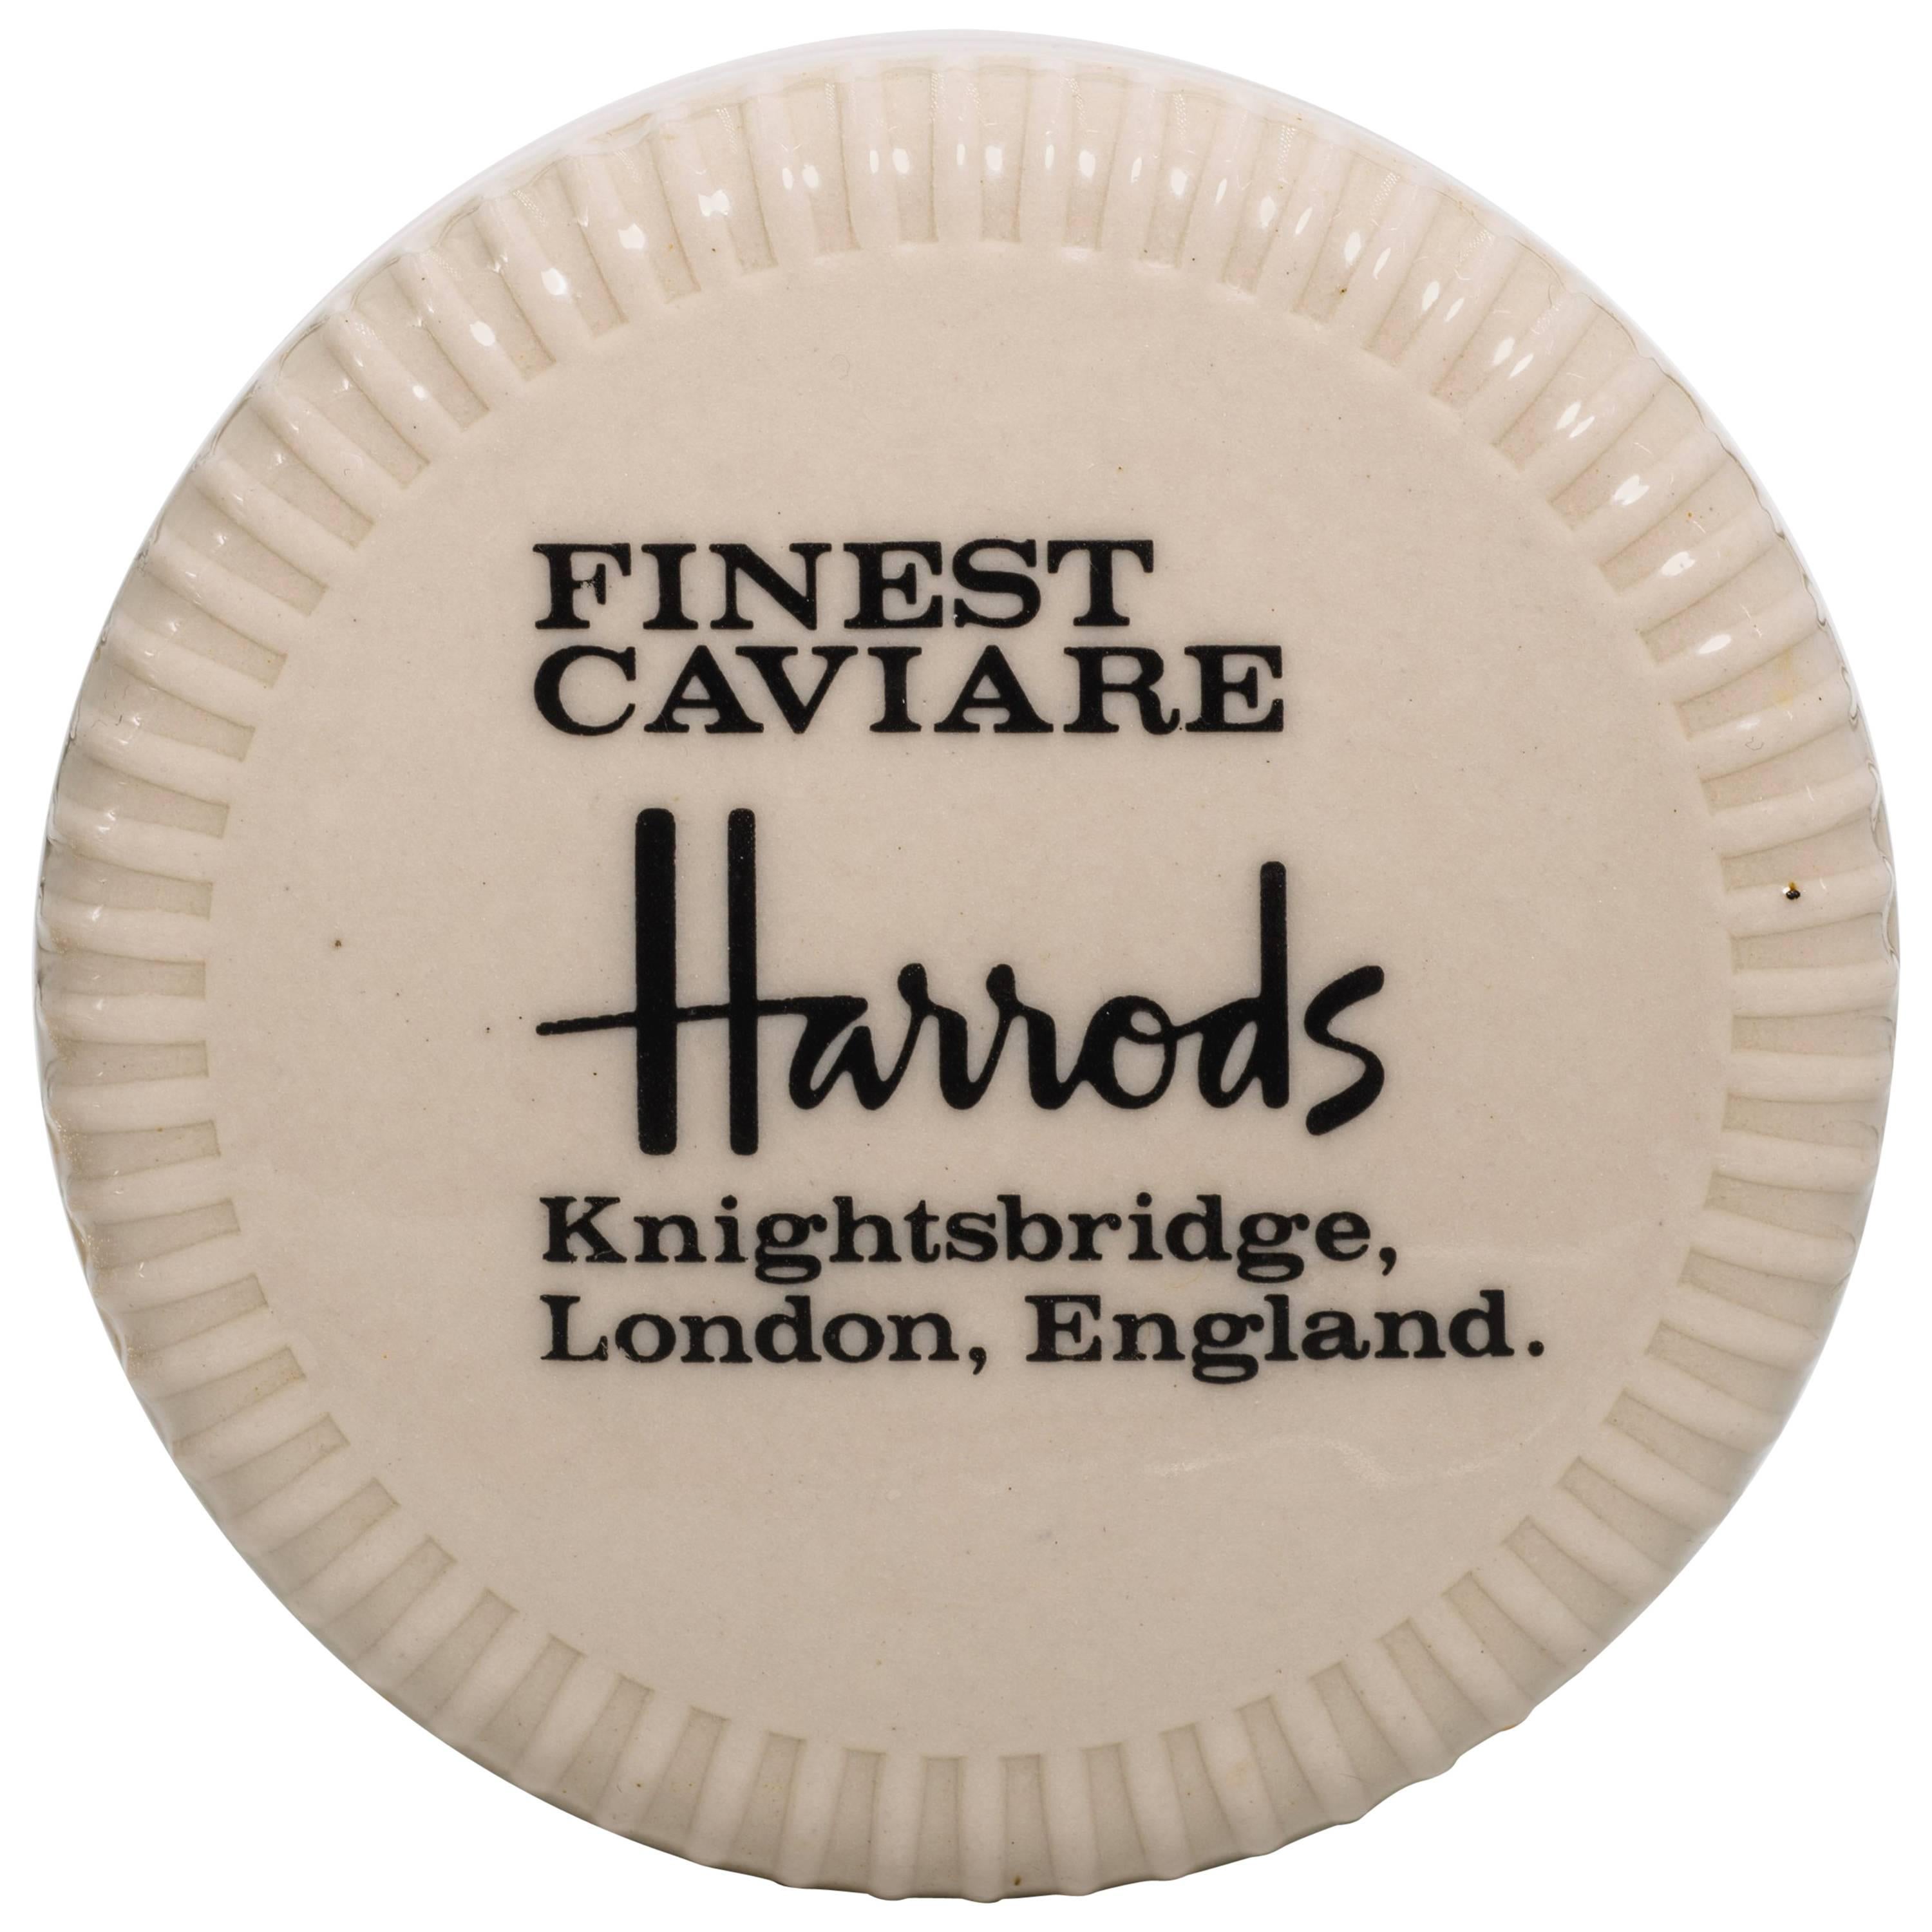 FINEST
CAVIARE
Harrods
Knightsbridge,
London, England.